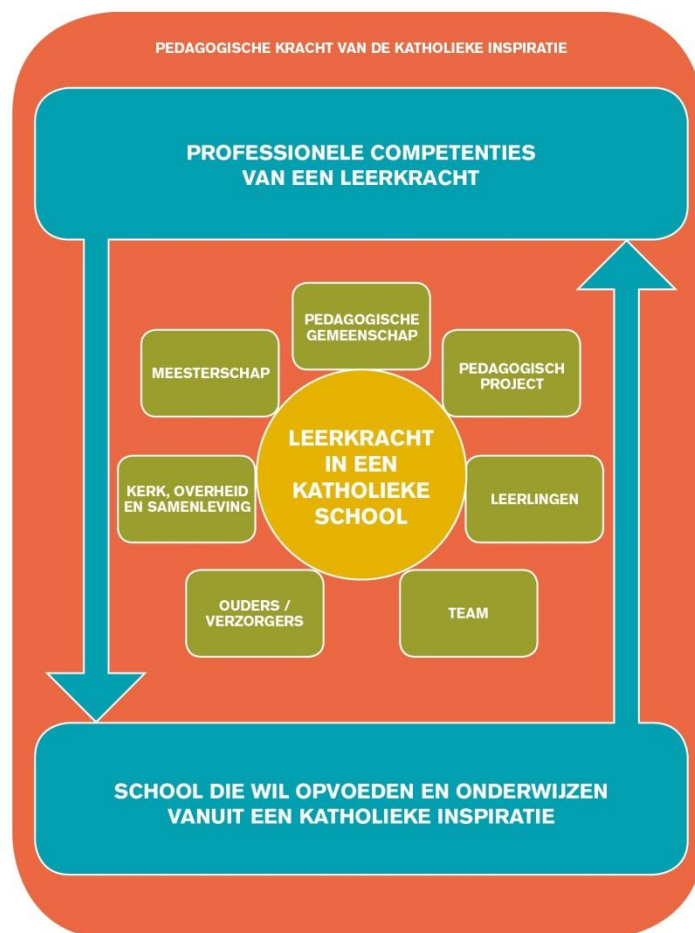 PEDAGOGISCHE KRACHT VAN DE KATHOLIEKE INSPIRATIE
PROFESSIONELE COMPETENTIES
VAN EEN LEERKRACHT
PEDAGOGISCHE
GEMEENSCHAP
MEESTERSCHAP
PEDAGOGISCH
PROJECT
LEERKRACHT
IN EEN
KATHOLIEKE
SCHOOL
KERK, OVERHEID
EN SAMENLEVING
LEERLINGEN
OUDERS /
VERZORGERS
TEAM
SCHOOL DIE WIL OPVOEDEN EN ONDERWIJZEN
VANUIT EEN KATHOLIEKE INSPIRATIE